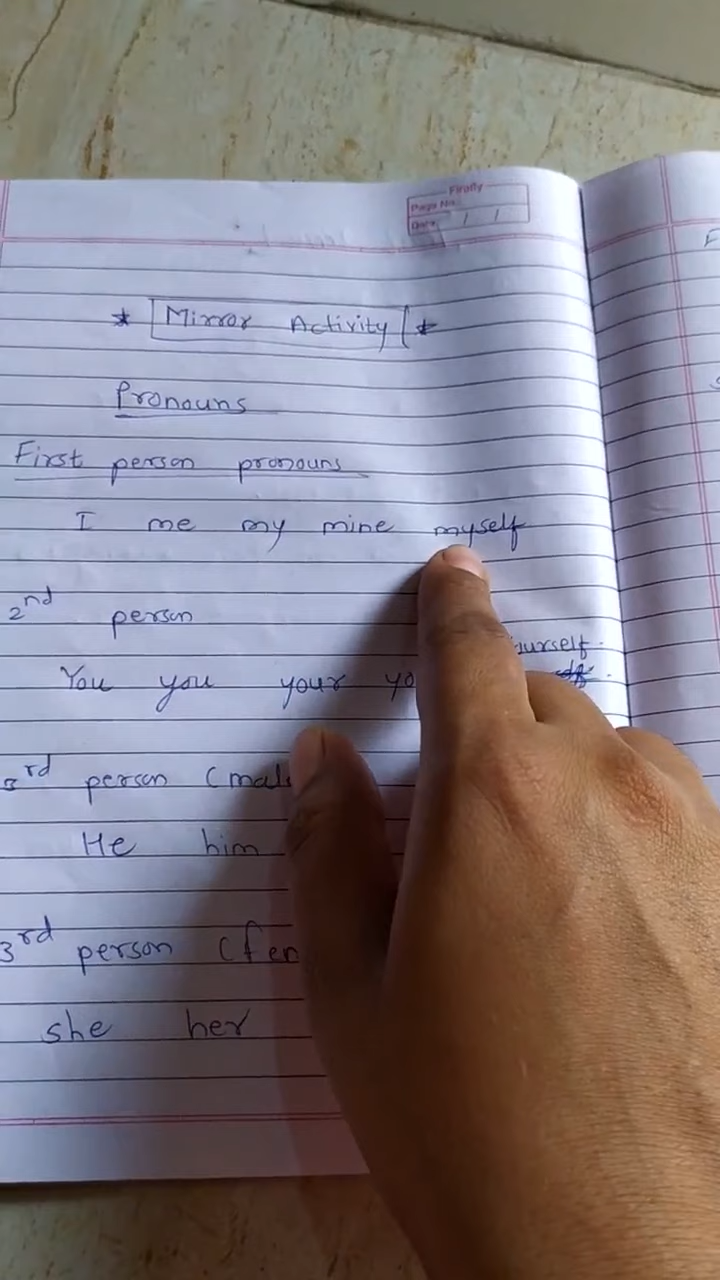 Firefly
Page No.
Date / /
* Mirror Activity *
Pronouns
First person pronouns
I me my mine myself
2nd person
You you your
3rd person
He him
3rd person
she her